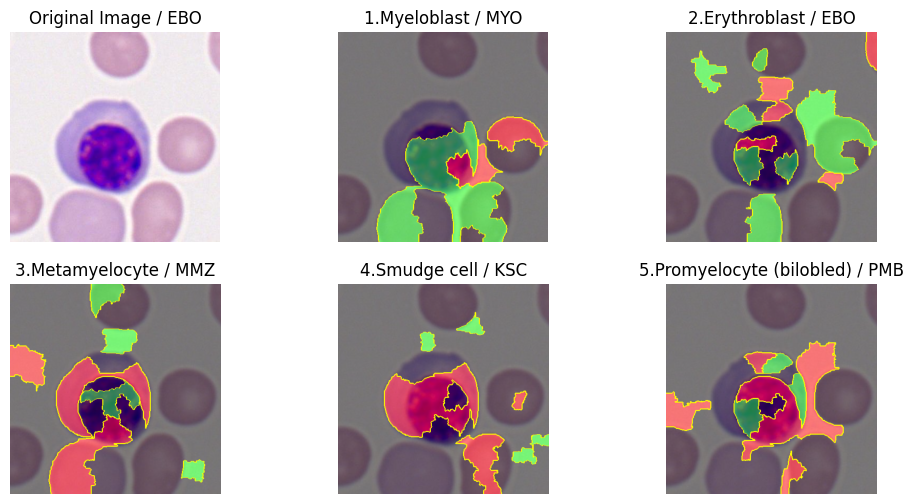 Original Image / EBO
1.Myeloblast / MYO
2.Erythroblast / EBO
3.Metamyelocyte / MMZ
4.Smudge cell / KSC
5.Promyelocyte (bilobled) / PMB